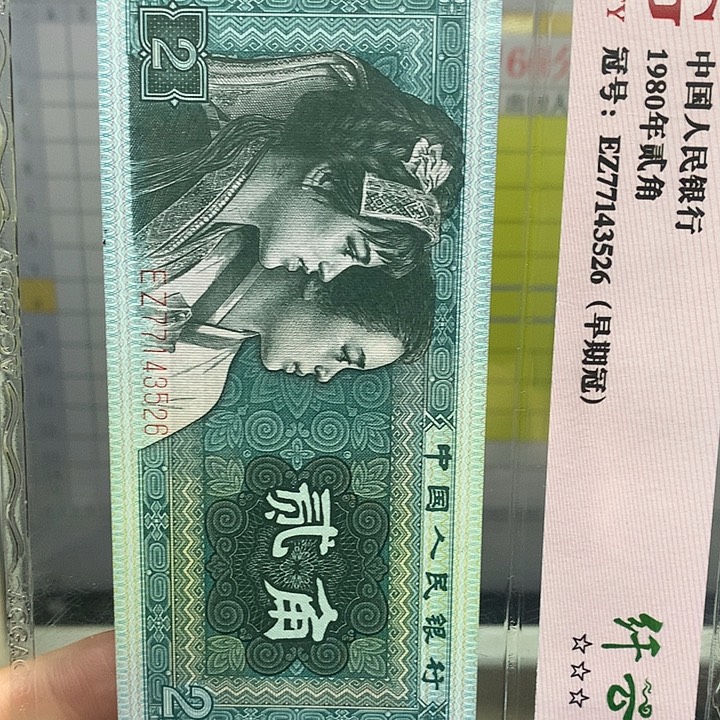 中国人民银行
1980年贰角
冠号：EZ77143526（早期冠）
2
中国人民银行
EZ77143526
贰角
2
☆☆☆